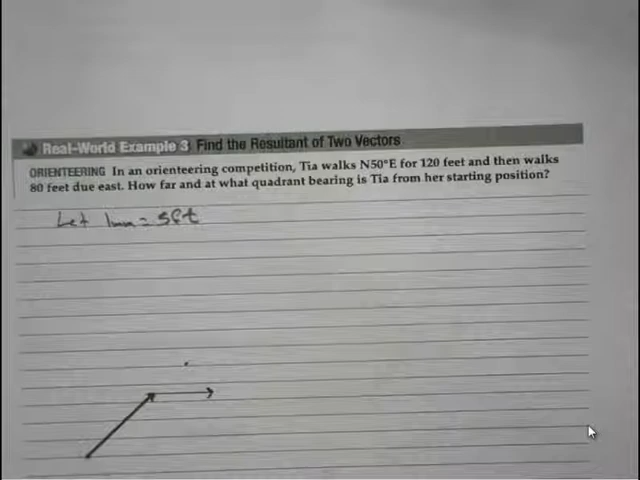 Real-World Example 3 Find the Resultant of Two Vectors
ORIENTEERING In an orienteering competition, Tia walks N50°E for 120 feet and then walks
80 feet due east. How far and at what quadrant bearing is Tia from her starting position?
Let 1mm = 5ft